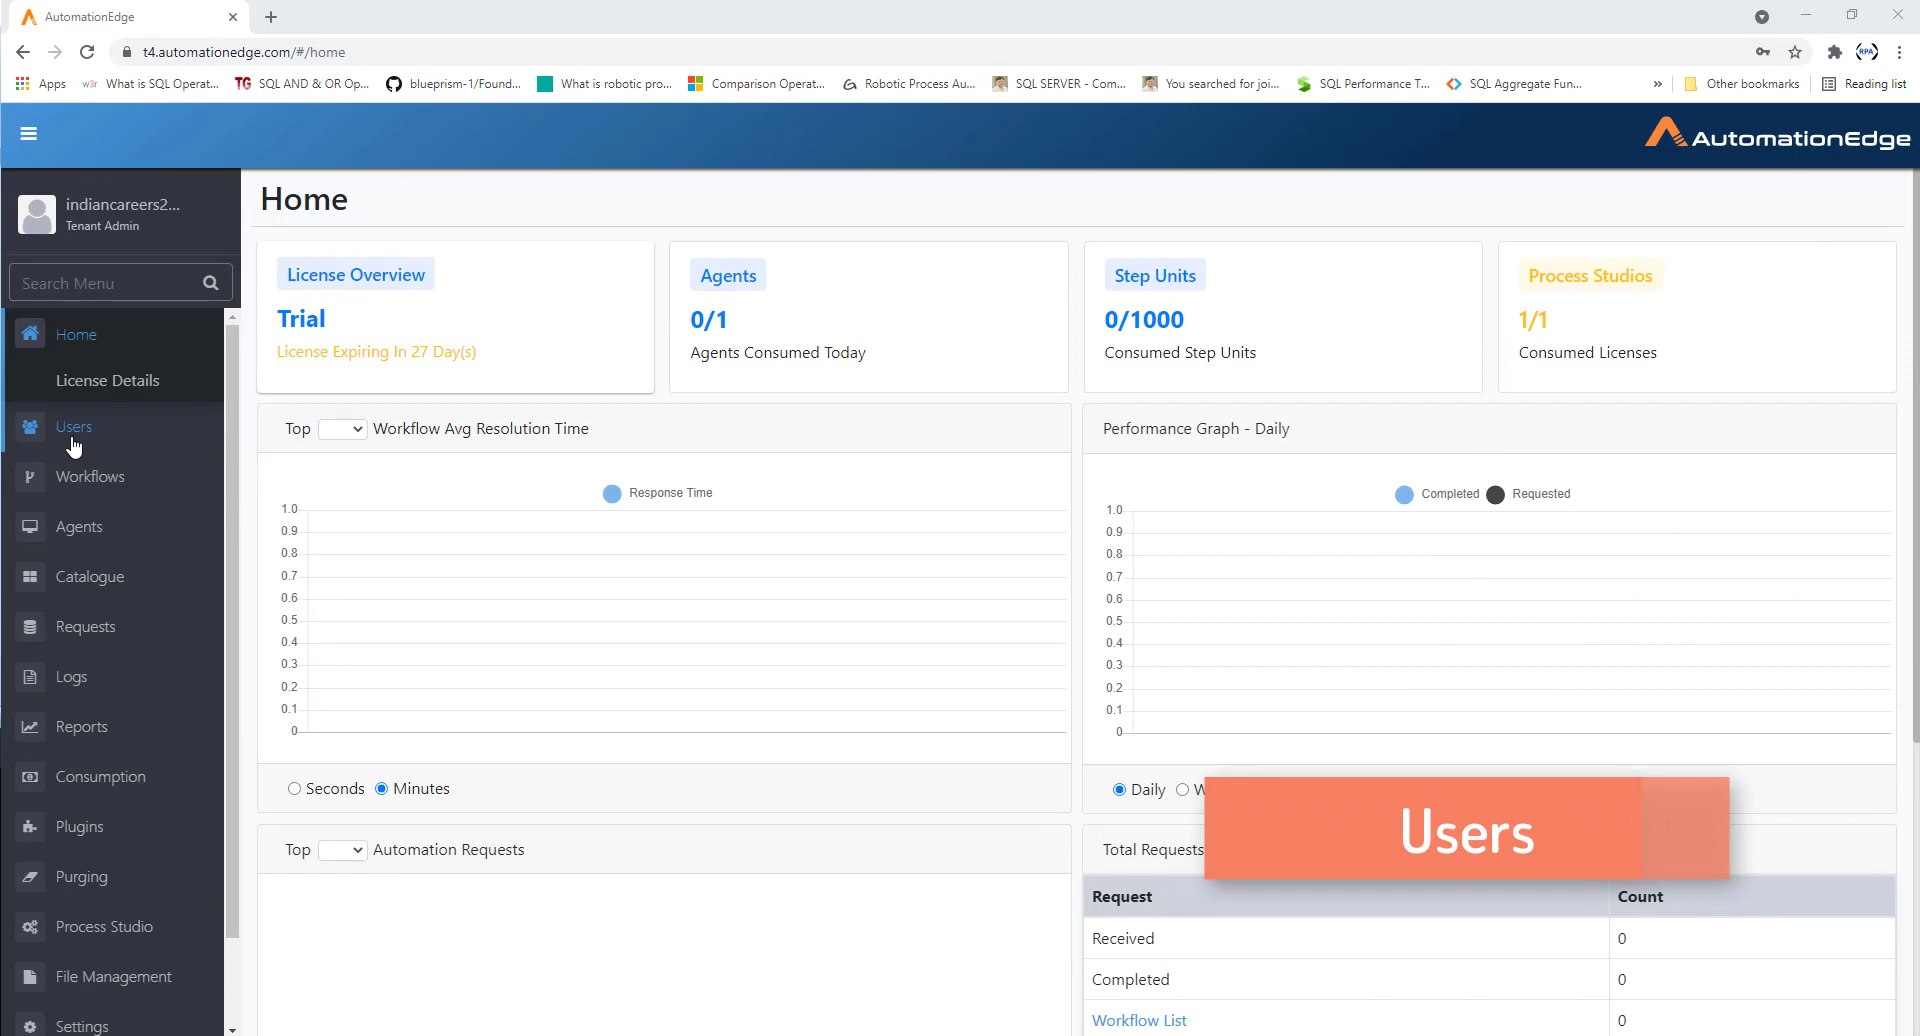 AutomationEdge
t4.automationedge.com/#/home
Apps
w3r What is SQL Operat...
TG SQL AND & OR Op...
blueprism-1/Found...
What is robotic pro...
Comparison Operat...
Robotic Process Au...
SQL SERVER - Com...
You searched for joi...
SQL Performance T...
SQL Aggregate Fun...
»
Other bookmarks
Reading list
RPA
AutomationEdge
indiancareers2...
Tenant Admin
Search Menu
Home
License Details
Users
Workflows
Agents
Catalogue
Requests
Logs
Reports
Consumption
Plugins
Purging
Process Studio
File Management
Settings
Home
License Overview
Trial
License Expiring In 27 Day(s)
Agents
0/1
Agents Consumed Today
Step Units
0/1000
Consumed Step Units
Process Studios
1/1
Consumed Licenses
Top Workflow Avg Resolution Time
Response Time
1.0
0.9
0.8
0.7
0.6
0.5
0.4
0.3
0.2
0.1
0
Seconds Minutes
Performance Graph - Daily
Completed Requested
1.0
0.9
0.8
0.7
0.6
0.5
0.4
0.3
0.2
0.1
0
Daily W
Users
Top Automation Requests
Total Requests
Request Count
Received 0
Completed 0
Workflow List 0